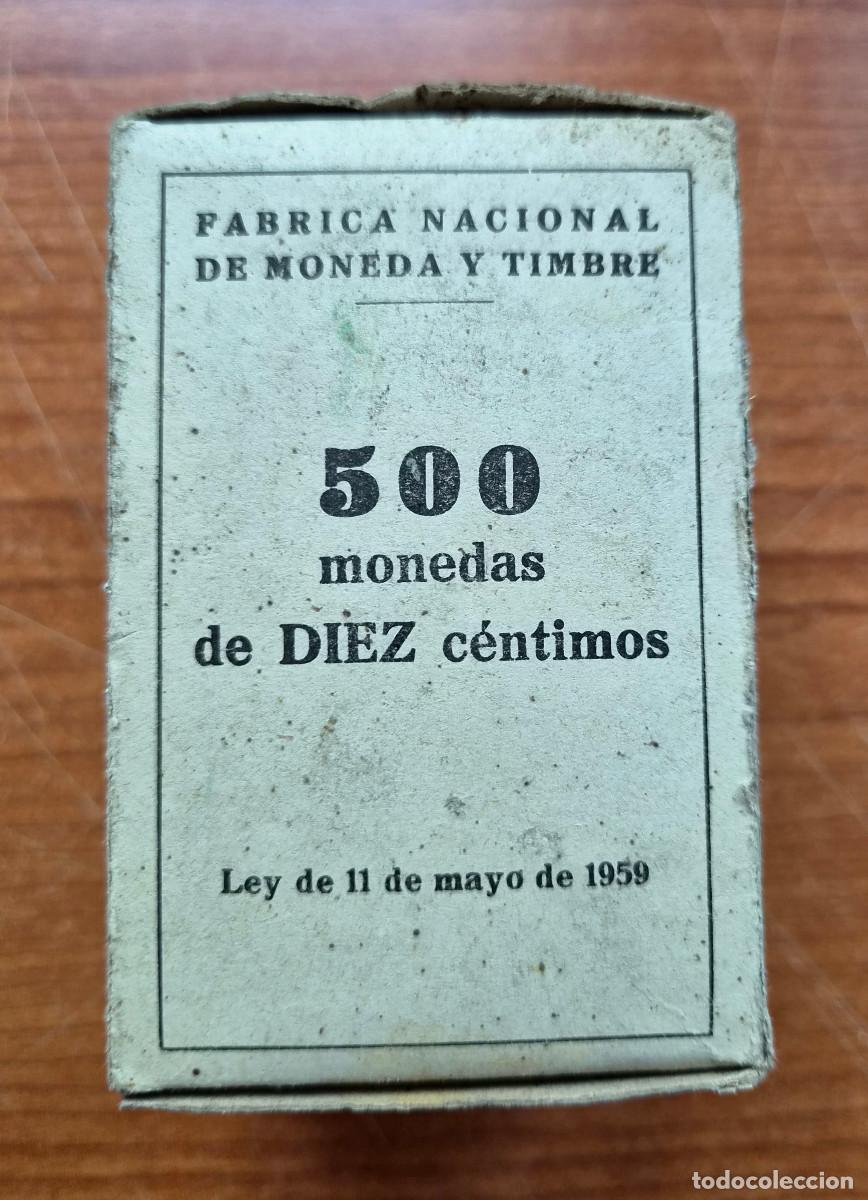 FABRICA NACIONAL
DE MONEDA Y TIMBRE
500
monedas
de DIEZ céntimos
Ley de 11 de mayo de 1959
todocoleccion